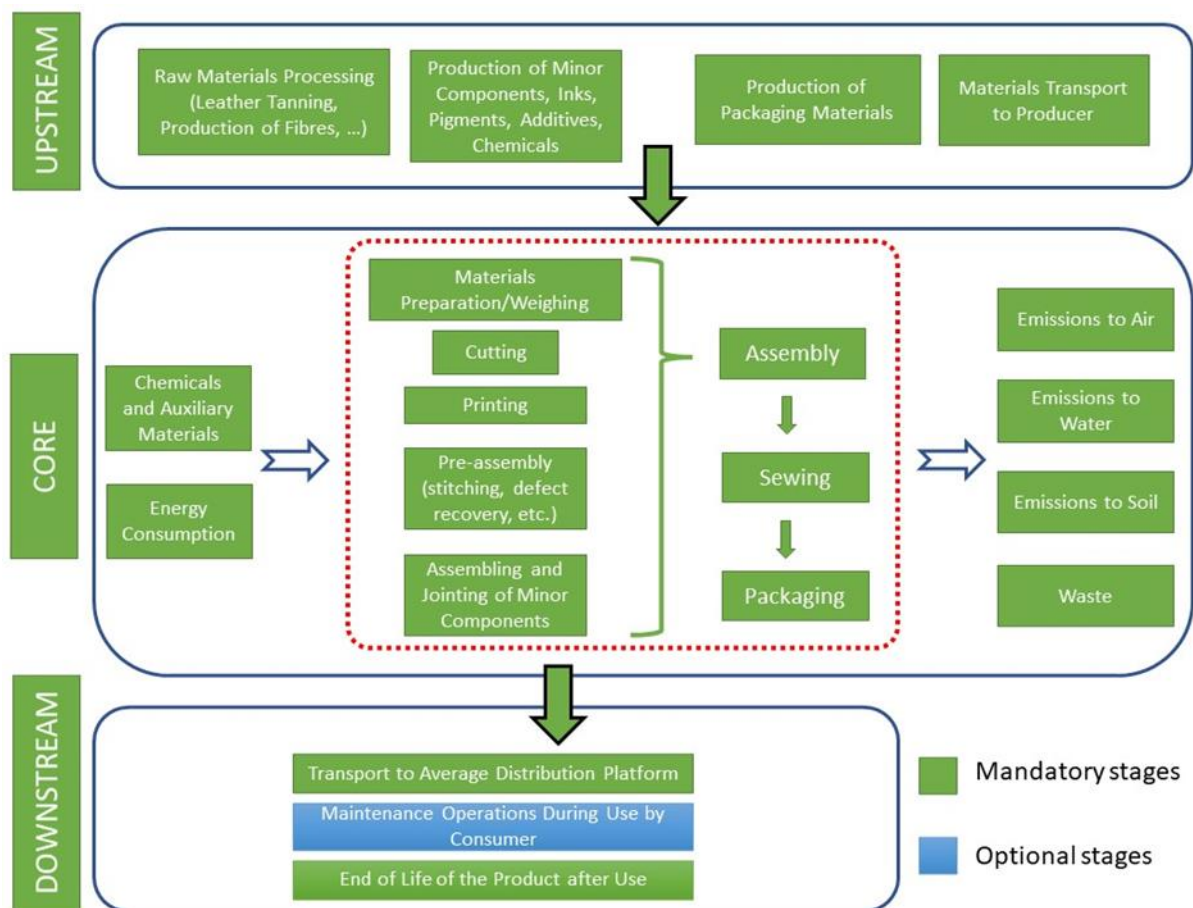 UPSTREAM
Raw Materials Processing
(Leather Tanning,
Production of Fibres, ...)
Production of Minor
Components, Inks,
Pigments, Additives,
Chemicals
Production of
Packaging Materials
Materials Transport
to Producer
CORE
Chemicals
and Auxiliary
Materials
Energy
Consumption
Materials
Preparation/Weighing
Cutting
Printing
Pre-assembly
(stitching, defect
recovery, etc.)
Assembling and
Jointing of Minor
Components
Assembly
Sewing
Packaging
Emissions to Air
Emissions to
Water
Emissions to Soil
Waste
DOWNSTREAM
Transport to Average Distribution Platform
Maintenance Operations During Use by
Consumer
End of Life of the Product after Use
Mandatory stages
Optional stages